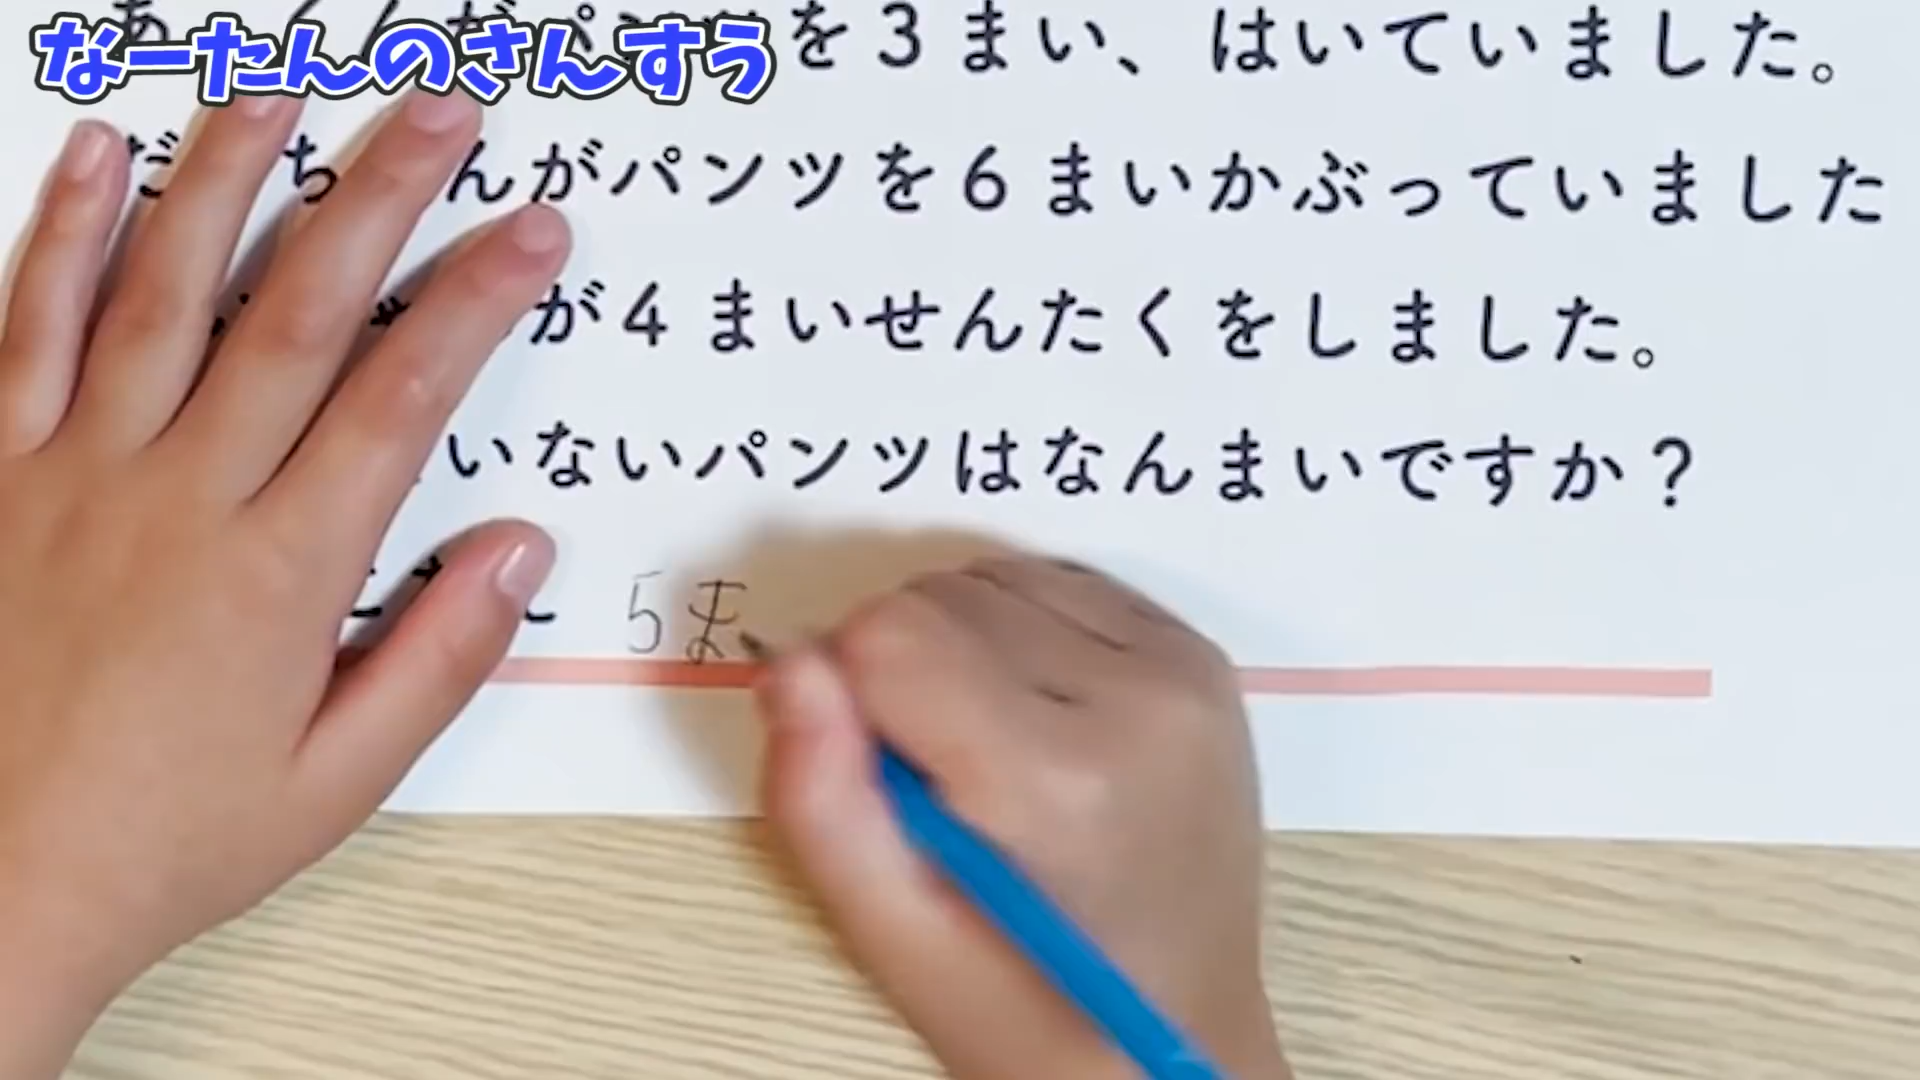 なーたんのさんすう
を3まい、はいていました。
んがパンツを6まいかぶっていました
が4まいせんたくをしました。
いないパンツはなんまいですか？
5ま